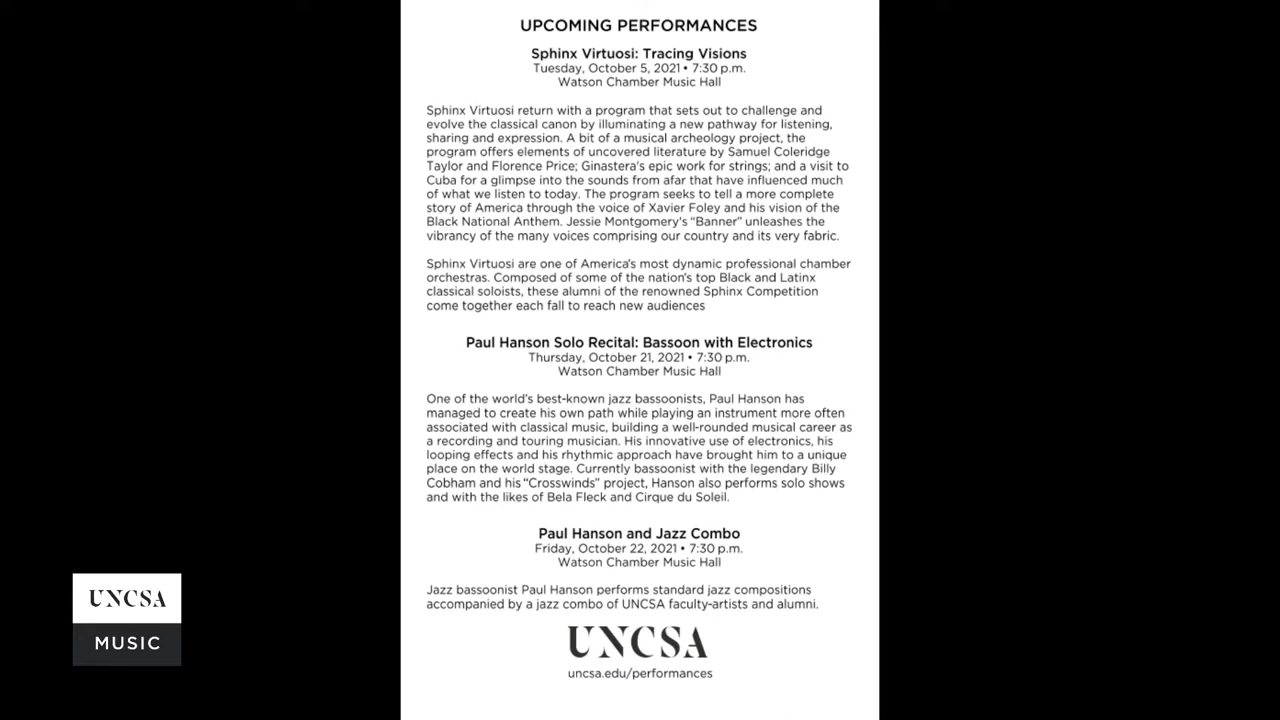 UPCOMING PERFORMANCES
Sphinx Virtuosi: Tracing Visions
Tuesday, October 5, 2021 • 7:30 p.m.
Watson Chamber Music Hall
Sphinx Virtuosi return with a program that sets out to challenge and
evolve the classical canon by illuminating a new pathway for listening,
sharing and expression. A bit of a musical archeology project, the
program offers elements of uncovered literature by Samuel Coleridge
Taylor and Florence Price; Ginastera's epic work for strings; and a visit to
Cuba for a glimpse into the sounds from afar that have influenced much
of what we listen to today. The program seeks to tell a more complete
story of America through the voice of Xavier Foley and his vision of the
Black National Anthem. Jessie Montgomery's “Banner” unleashes the
vibrancy of the many voices comprising our country and its very fabric.
Sphinx Virtuosi are one of America's most dynamic professional chamber
orchestras. Composed of some of the nation's top Black and Latinx
classical soloists, these alumni of the renowned Sphinx Competition
come together each fall to reach new audiences
Paul Hanson Solo Recital: Bassoon with Electronics
Thursday, October 21, 2021 • 7:30 p.m.
Watson Chamber Music Hall
One of the world's best-known jazz bassoonists, Paul Hanson has
managed to create his own path while playing an instrument more often
associated with classical music, building a well-rounded musical career as
a recording and touring musician. His innovative use of electronics, his
looping effects and his rhythmic approach have brought him to a unique
place on the world stage. Currently bassoonist with the legendary Billy
Cobham and his “Crosswinds” project, Hanson also performs solo shows
and with the likes of Bela Fleck and Cirque du Soleil.
Paul Hanson and Jazz Combo
Friday, October 22, 2021 • 7:30 p.m.
Watson Chamber Music Hall
Jazz bassoonist Paul Hanson performs standard jazz compositions
accompanied by a jazz combo of UNCSA faculty-artists and alumni.
UNCSA
uncsa.edu/performances
UNCSA
MUSIC